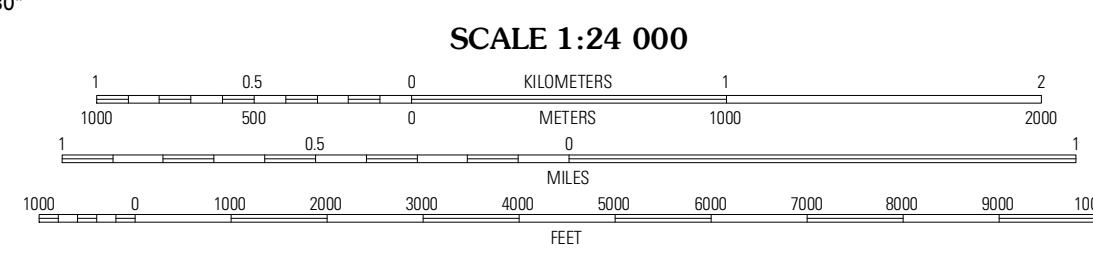 30"
SCALE 1:24 000
1 0.5 0 KILOMETERS 1 2
1000 500 0 METERS 1000 2000
1 0.5 0 1
MILES
1000 0 1000 2000 3000 4000 5000 6000 7000 8000 9000
FEET